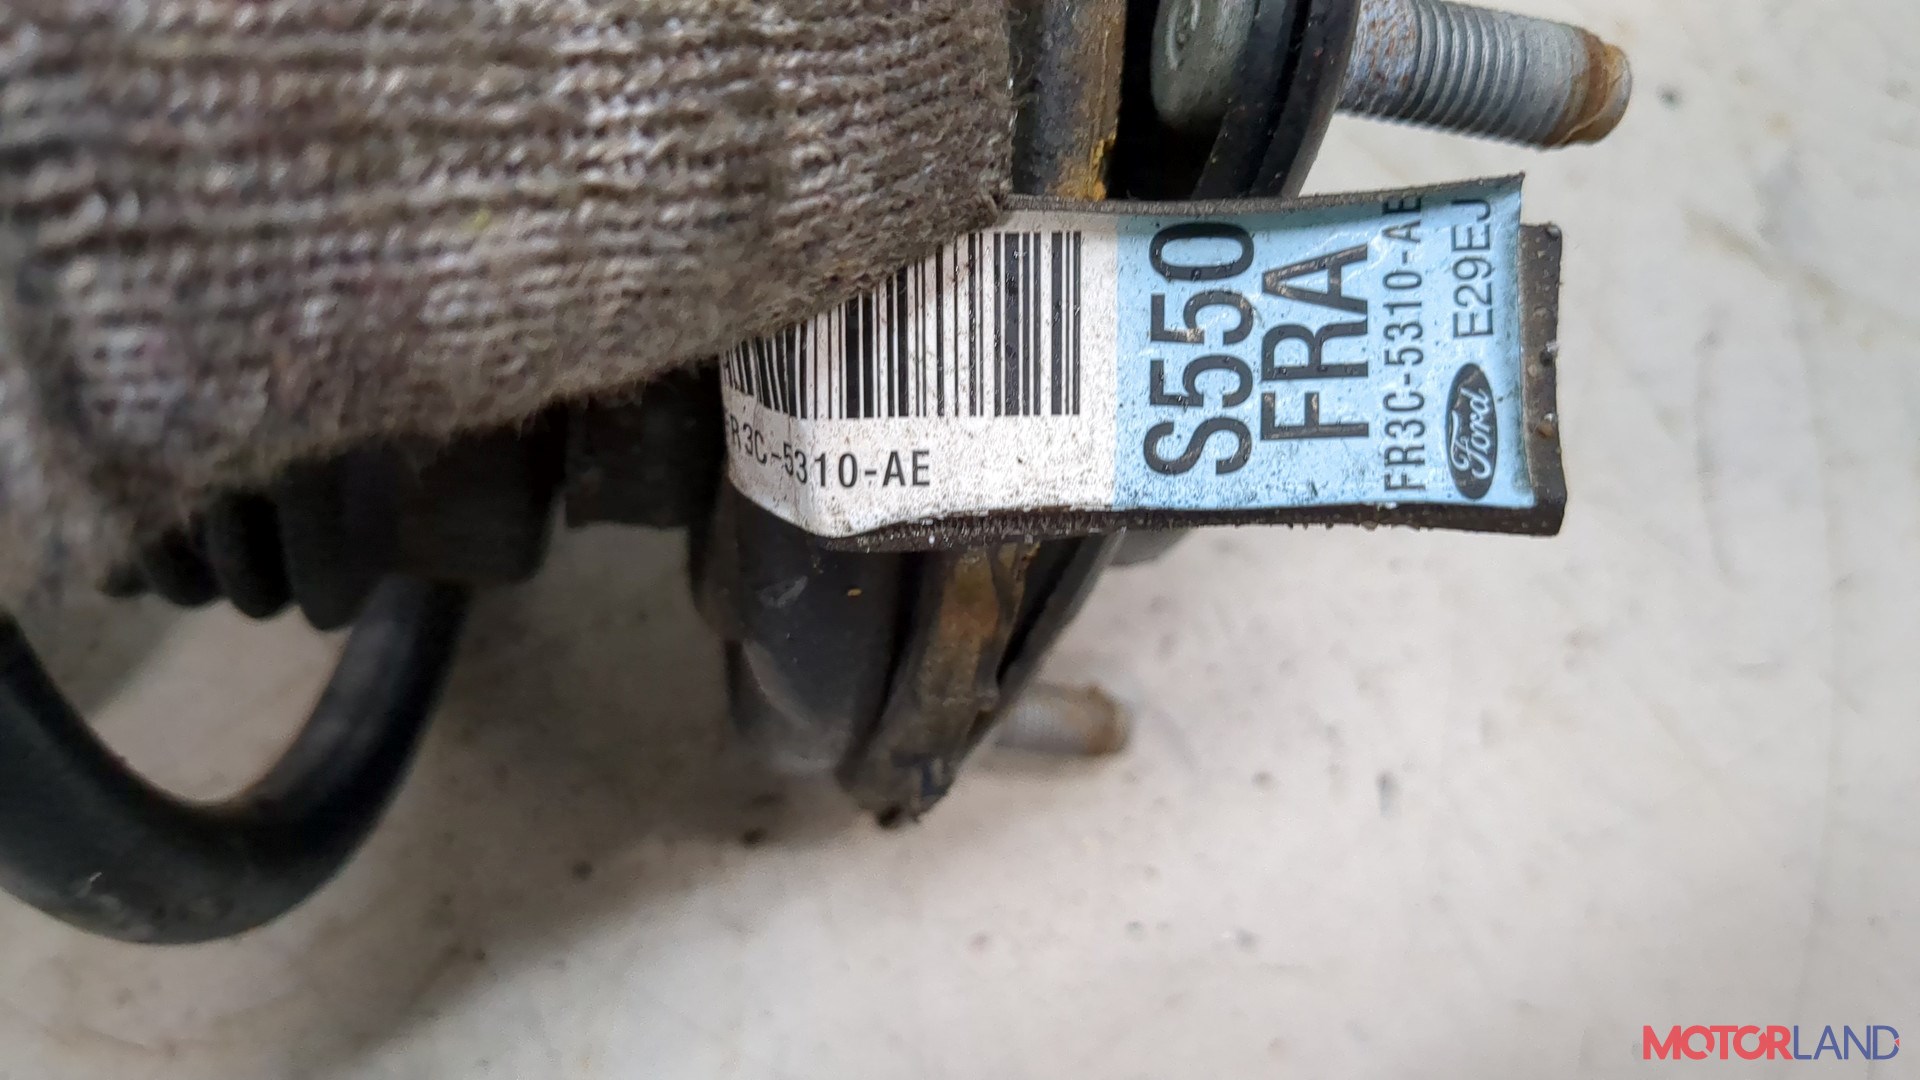 FR3C-5310-AE
S550
FRA
FR3C-5310-AE
Ford E29EJ
MOTORLAND